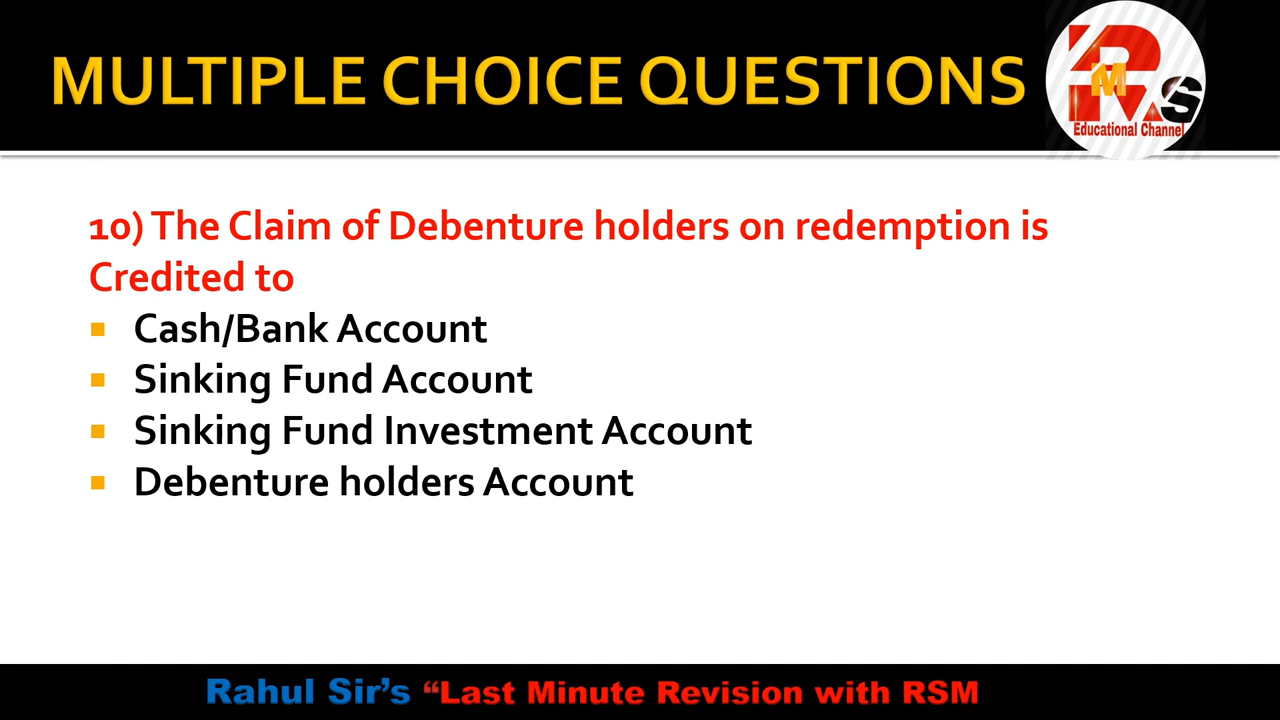 MULTIPLE CHOICE QUESTIONS
RMS
Educational Channel
10) The Claim of Debenture holders on redemption is
Credited to
Cash/Bank Account
Sinking Fund Account
Sinking Fund Investment Account
Debenture holders Account
Rahul Sir's “Last Minute Revision with RSM